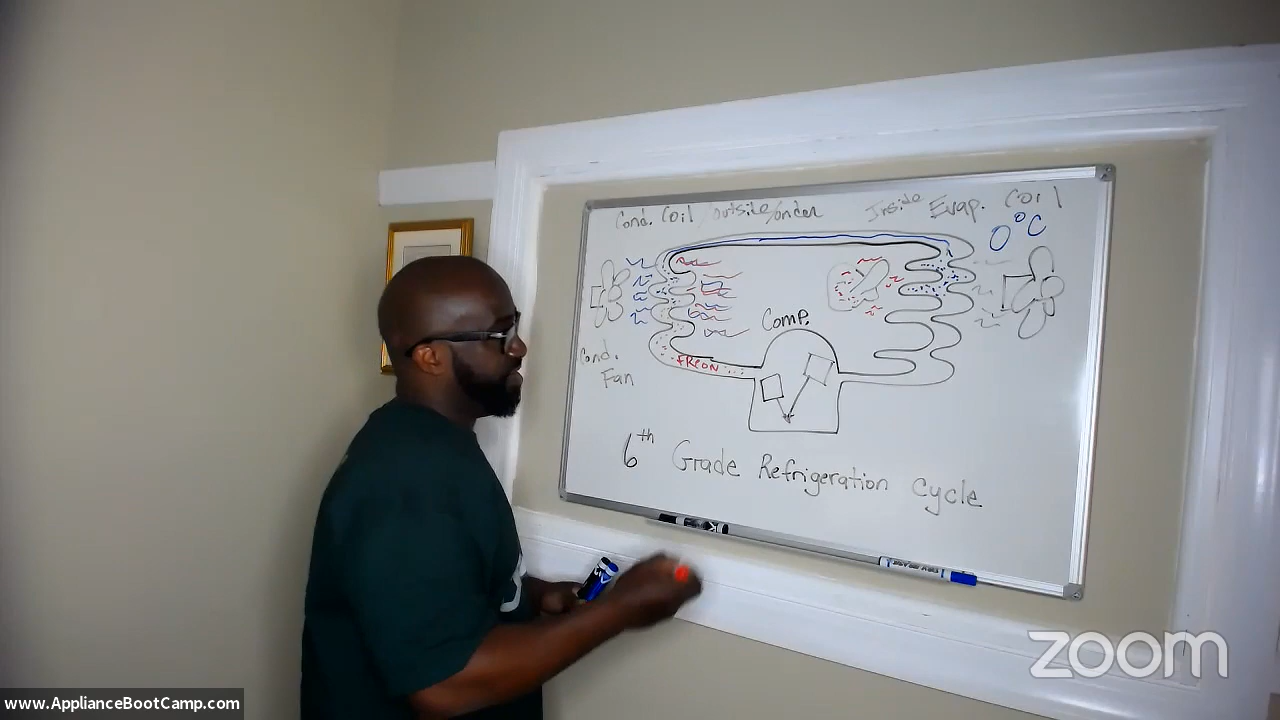 Cond. Coil /outside/under
Inside Evap. Coil
0°C
Comp.
Cond.
Fan
FREON
6th Grade Refrigeration Cycle
zoom
www.ApplianceBootCamp.com